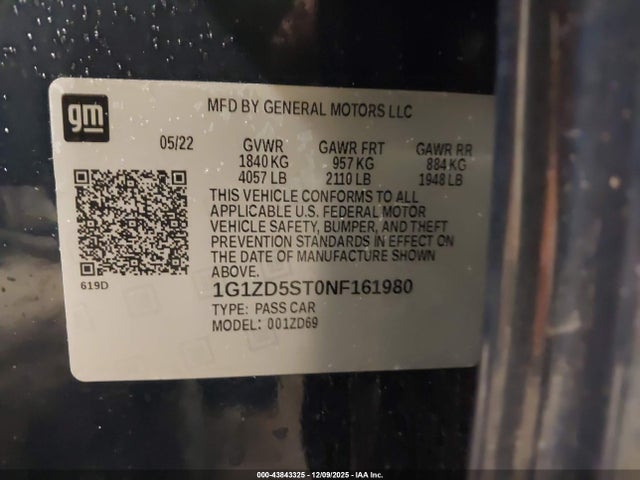 gm
MFD BY GENERAL MOTORS LLC
05/22 GVWR GAWR FRT GAWR RR
1840 KG 957 KG 884 KG
4057 LB 2110 LB 1948 LB
THIS VEHICLE CONFORMS TO ALL
APPLICABLE U.S. FEDERAL MOTOR
VEHICLE SAFETY, BUMPER, AND THEFT
PREVENTION STANDARDS IN EFFECT ON
THE DATE OF MANUFACTURE SHOWN
ABOVE.
619D
1G1ZD5ST0NF161980
TYPE: PASS CAR
MODEL: 001ZD69
000-43843325 | 12/09/2025 | IAA Inc.